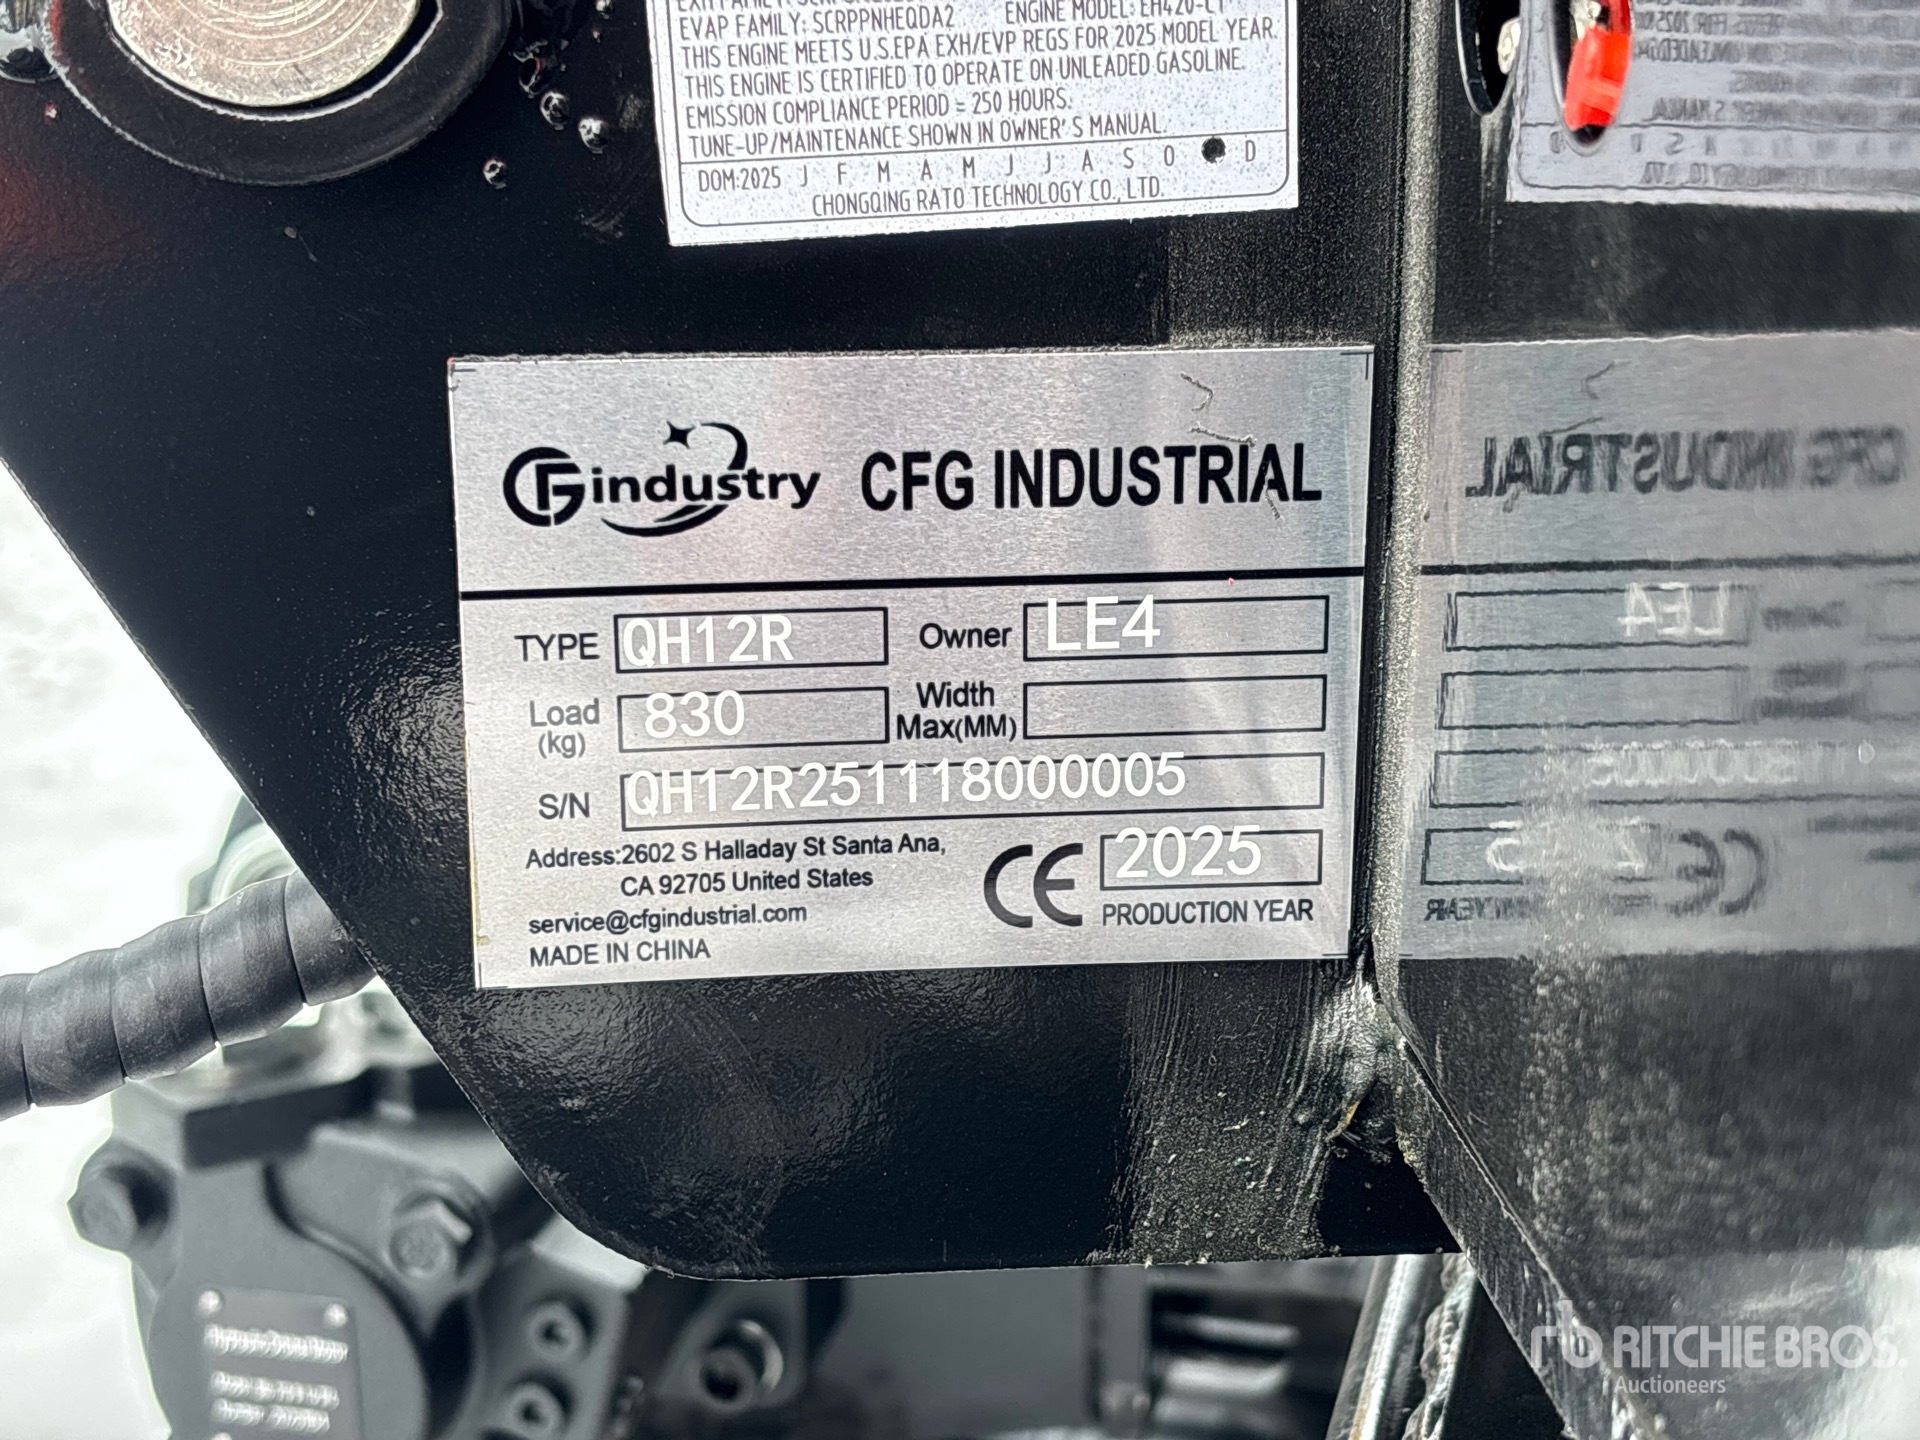 EVAP FAMILY: SCRPPNHEQDA2 ENGINE MODEL: EH420-CT
THIS ENGINE MEETS U.S.EPA EXH/EVP REGS FOR 2025 MODEL YEAR.
THIS ENGINE IS CERTIFIED TO OPERATE ON UNLEADED GASOLINE.
EMISSION COMPLIANCE PERIOD = 250 HOURS.
TUNE-UP/MAINTENANCE SHOWN IN OWNER'S MANUAL.
DOM:2025 J F M A M J J A S O D
CHONGQING RATO TECHNOLOGY CO., LTD.
CFGindustry CFG INDUSTRIAL
TYPE QH12R Owner LE4
Load (kg) 830 Width Max(MM)
S/N QH12R251118000005
Address:2602 S Halladay St Santa Ana,
CA 92705 United States
service@cfgindustrial.com
MADE IN CHINA
CE 2025
PRODUCTION YEAR
rb RITCHIE BROS.
Auctioneers